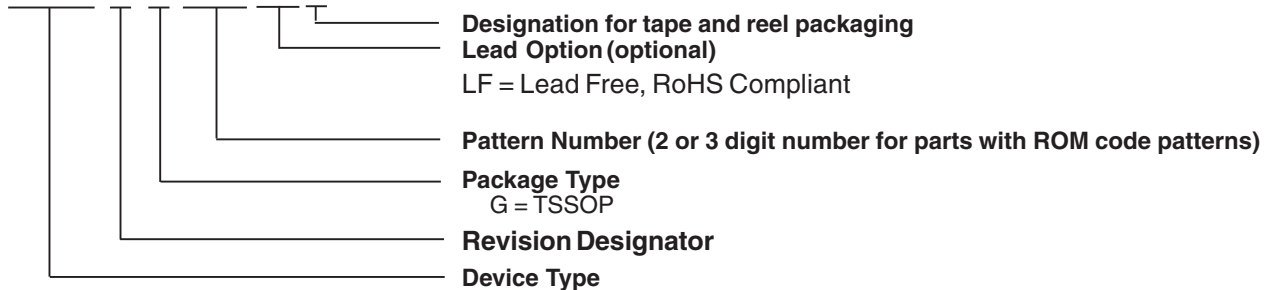 Designation for tape and reel packaging
Lead Option (optional)
LF = Lead Free, RoHS Compliant
Pattern Number (2 or 3 digit number for parts with ROM code patterns)
Package Type
G = TSSOP
Revision Designator
Device Type